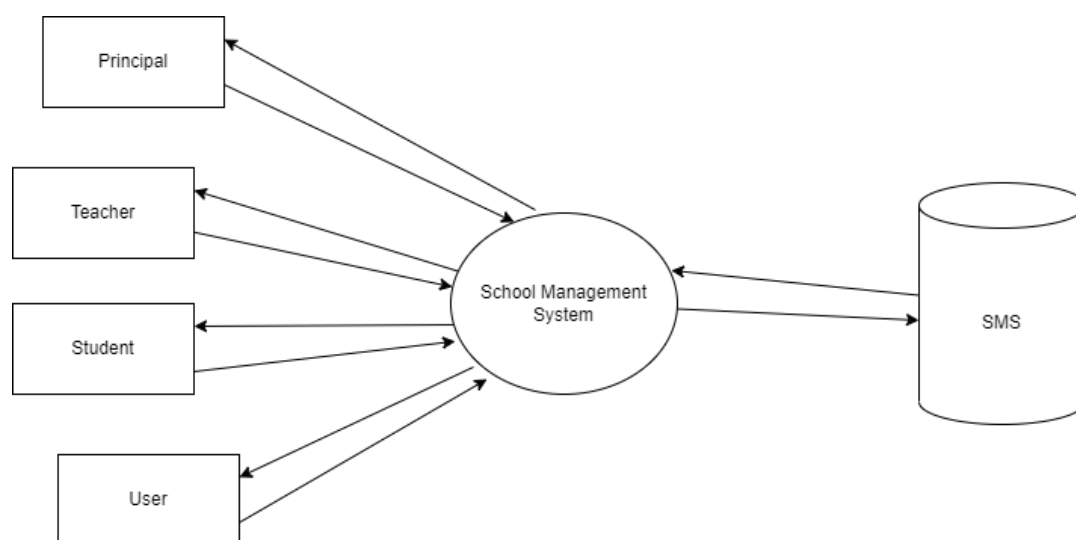 Principal
Teacher
School Management
System
SMS
Student
User